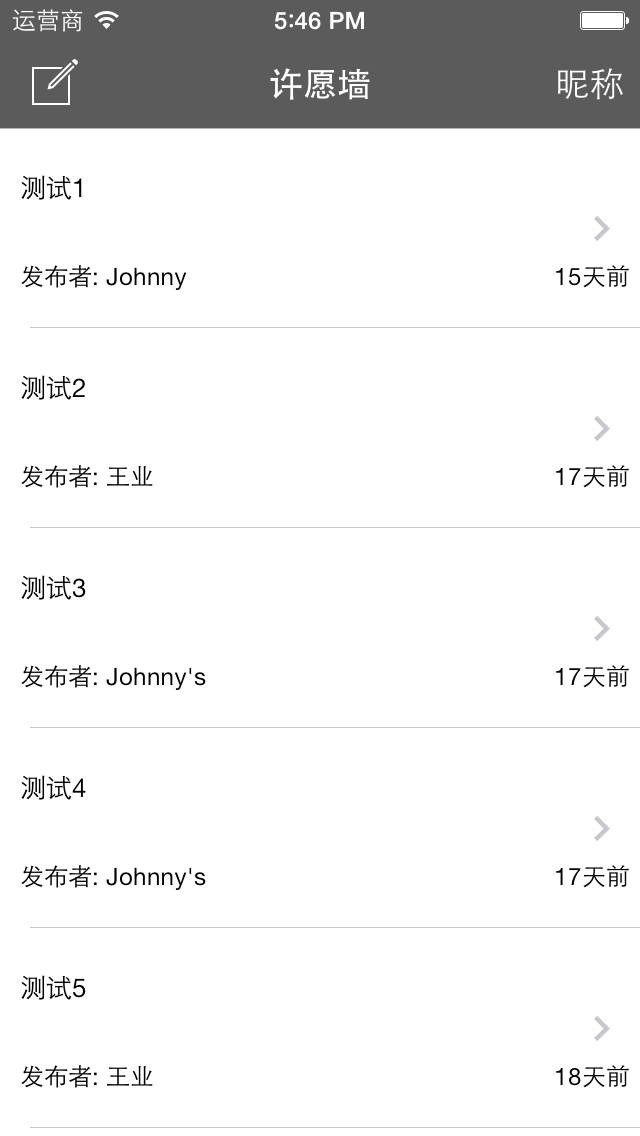 运营商 5:46 PM
许愿墙 昵称
测试1
发布者: Johnny 15天前
测试2
发布者: 王业 17天前
测试3
发布者: Johnny's 17天前
测试4
发布者: Johnny's 17天前
测试5
发布者: 王业 18天前